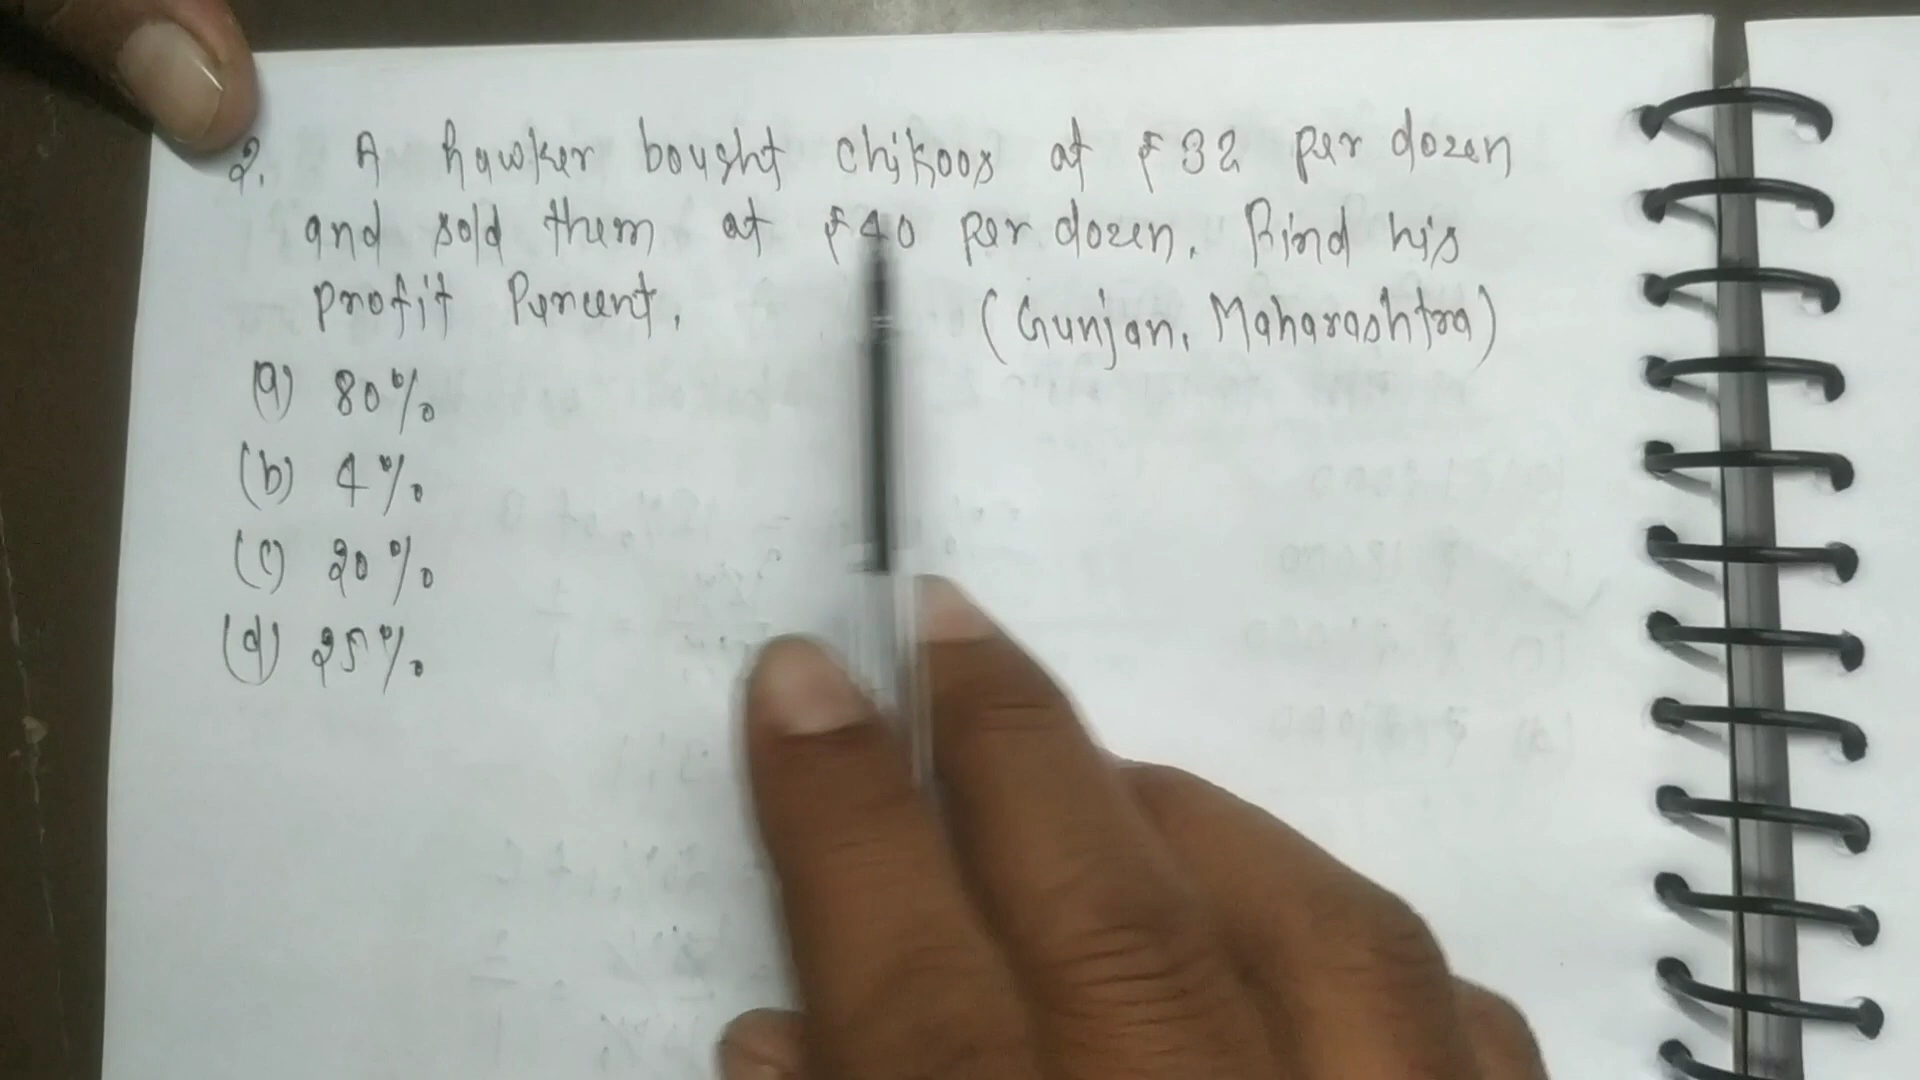 2. A hawker bought chikoos at ₹32 per dozen
and sold them at ₹40 per dozen. Find his
profit Percent. (Gunjan, Maharashtra)
(a) 80%
(b) 4%
(c) 20%
(d) 25%